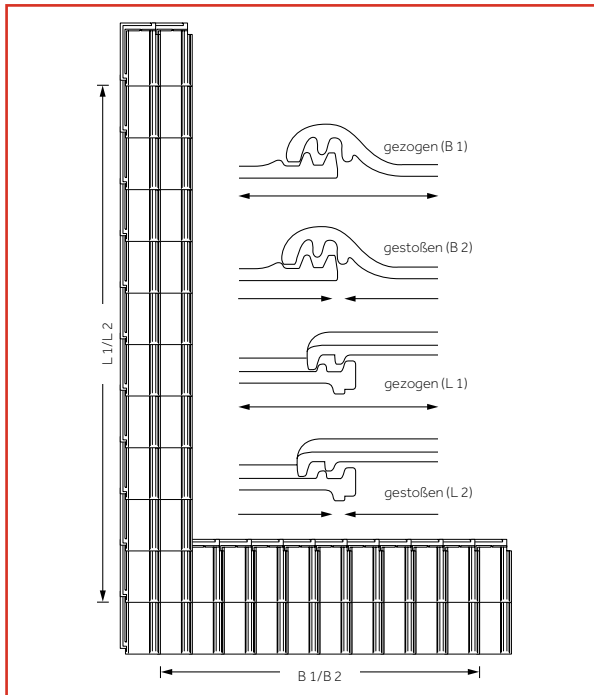 gezogen (B 1)
gestoßen (B 2)
gezogen (L 1)
gestoßen (L 2)
L 1/L 2
B 1/B 2